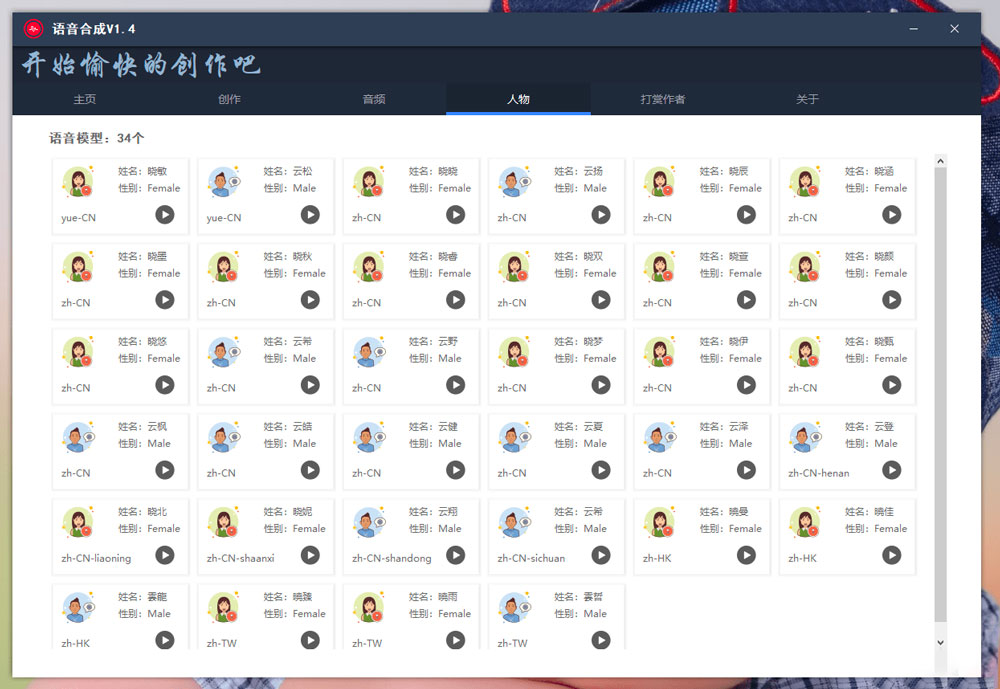 语音合成V1.4
开始愉快的创作吧
主页 创作 音频 人物 打赏作者 关于
语音模型：34个
姓名：晓敏 姓名：云松 姓名：晓晓 姓名：云扬 姓名：晓辰 姓名：晓涵
性别：Female 性别：Male 性别：Female 性别：Male 性别：Female 性别：Female
yue-CN yue-CN zh-CN zh-CN zh-CN zh-CN
姓名：晓墨 姓名：晓秋 姓名：晓睿 姓名：晓双 姓名：晓萱 姓名：晓颜
性别：Female 性别：Female 性别：Female 性别：Female 性别：Female 性别：Female
zh-CN zh-CN zh-CN zh-CN zh-CN zh-CN
姓名：晓悠 姓名：云希 姓名：云野 姓名：晓梦 姓名：晓伊 姓名：晓甄
性别：Female 性别：Male 性别：Male 性别：Female 性别：Female 性别：Female
zh-CN zh-CN zh-CN zh-CN zh-CN zh-CN
姓名：云枫 姓名：云皓 姓名：云健 姓名：云夏 姓名：云泽 姓名：云登
性别：Male 性别：Male 性别：Male 性别：Male 性别：Male 性别：Male
zh-CN zh-CN zh-CN zh-CN zh-CN zh-CN-henan
姓名：晓北 姓名：晓妮 姓名：云翔 姓名：云希 姓名：曉曼 姓名：曉佳
性别：Female 性别：Female 性别：Male 性别：Male 性别：Female 性别：Female
zh-CN-liaoning zh-CN-shaanxi zh-CN-shandong zh-CN-sichuan zh-HK zh-HK
姓名：雲龍 姓名：曉臻 姓名：曉雨 姓名：雲哲
性别：Male 性别：Female 性别：Female 性别：Male
zh-HK zh-TW zh-TW zh-TW